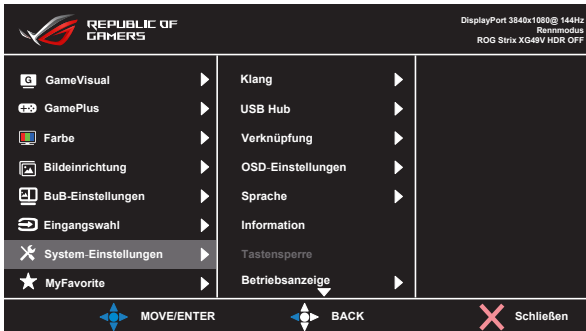 REPUBLIC OF
GAMERS
DisplayPort 3840x1080@ 144Hz
Rennmodus
ROG Strix XG49V HDR OFF
G GameVisual
GamePlus
Farbe
Bildeinrichtung
BuB-Einstellungen
Eingangswahl
System-Einstellungen
MyFavorite
Klang
USB Hub
Verknüpfung
OSD-Einstellungen
Sprache
Information
Tastensperre
Betriebsanzeige
MOVE/ENTER
BACK
Schließen